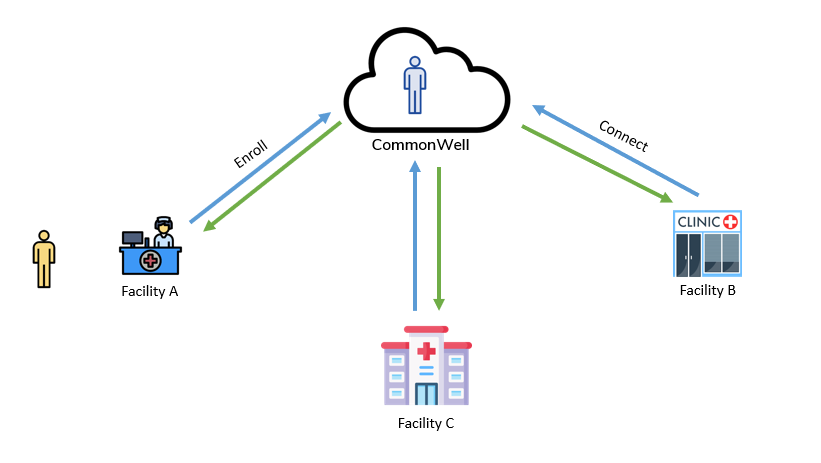 CommonWell
Enroll
Connect
CLINIC
Facility A
Facility B
Facility C